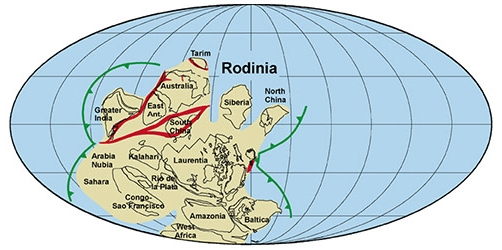 Tarim
Rodinia
Australia
Siberia
North
China
Greater
India
East
Ant.
South
China
Arabia
Nubia
Kalahari
Laurentia
Sahara
Rio de
la Plata
Congo-
Sao Francisco
Amazonia
Baltica
West
Africa